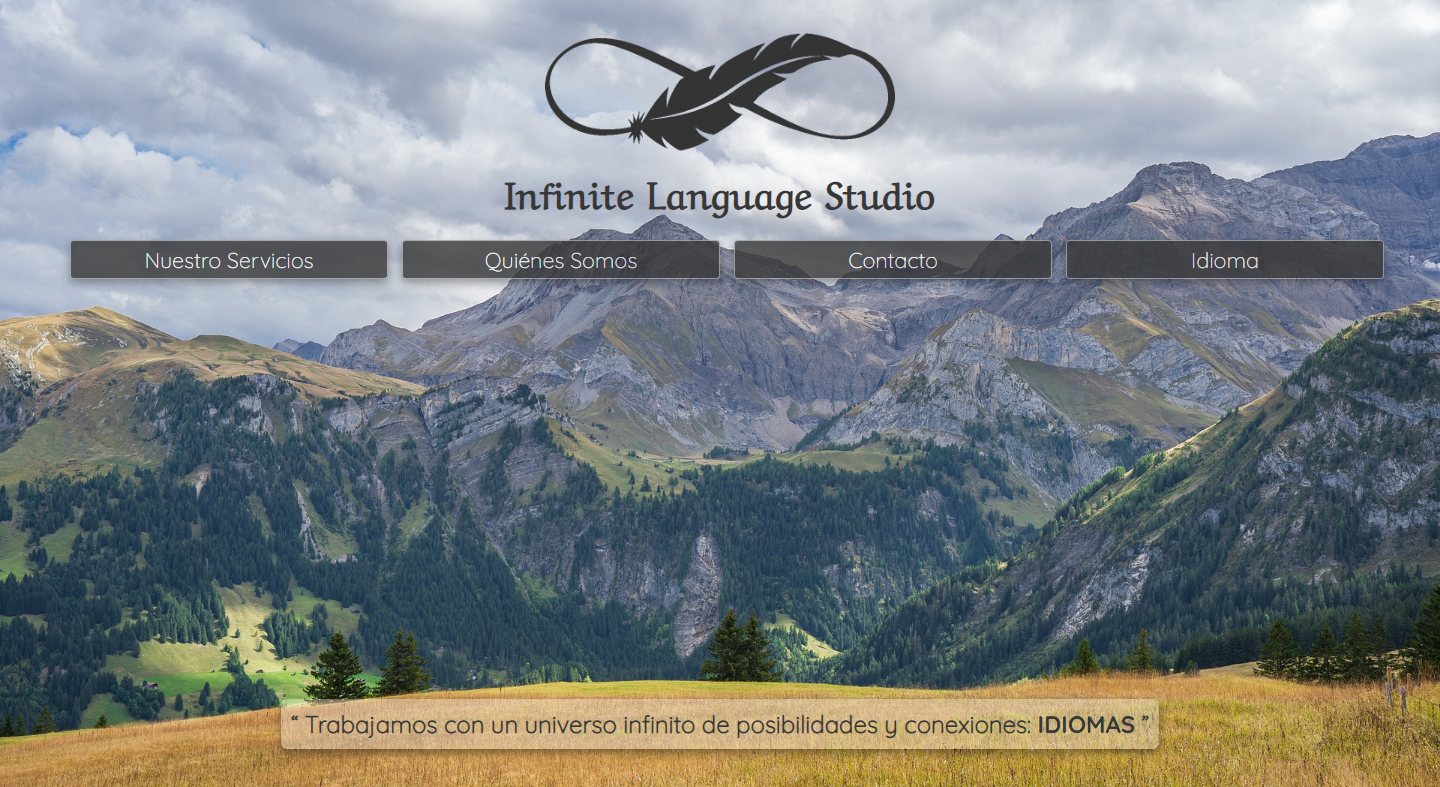 Infinite Language Studio
Nuestro Servicios
Quiénes Somos
Contacto
Idioma
“ Trabajamos con un universo infinito de posibilidades y conexiones: IDIOMAS ”